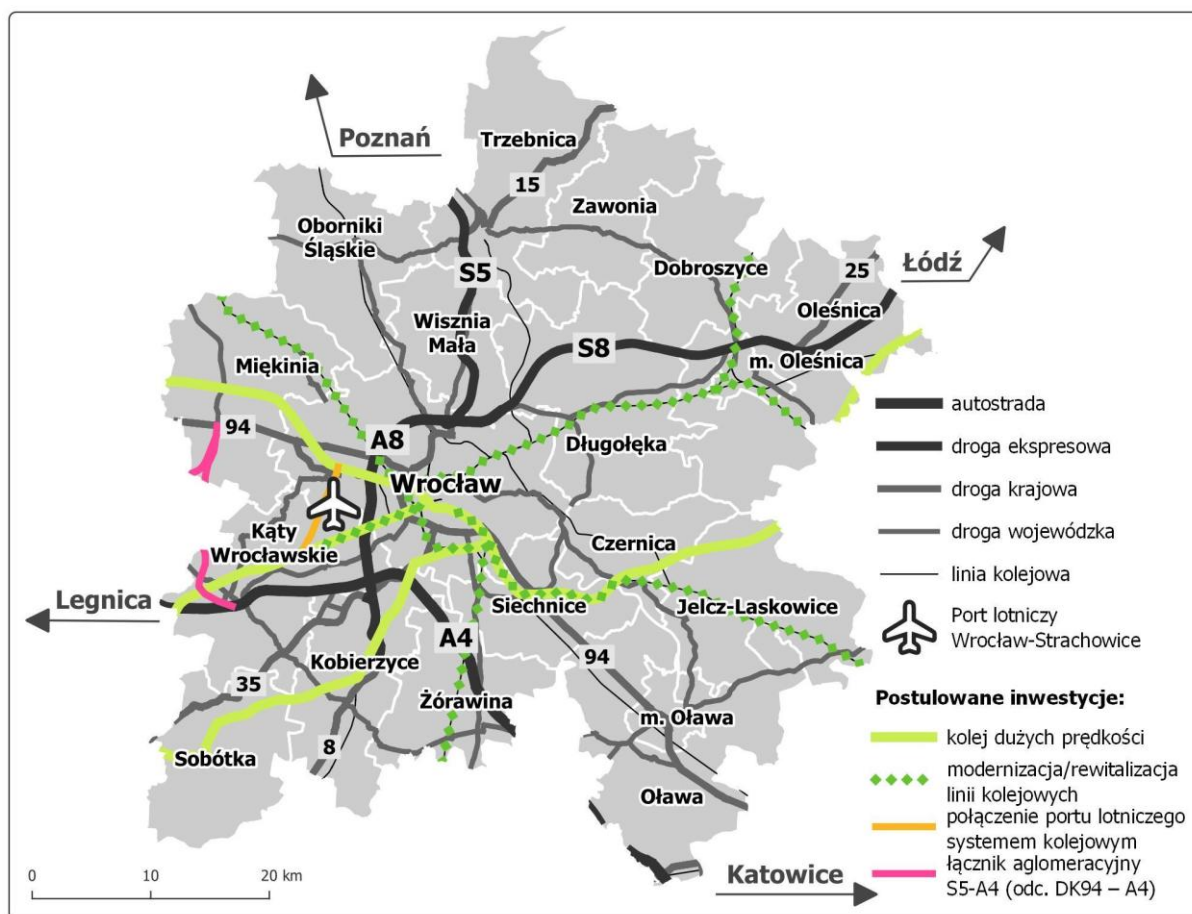 Poznań
Trzebnica
15
Zawonia
Oborniki
Śląskie
Dobroszyce
25
Łódź
S5
Oleśnica
Wisznia
Mała
S8
m. Oleśnica
Miękinia
94
A8
Długołęka
Wrocław
Kąty
Wrocławskie
Czernica
Legnica
Siechnice
Jelcz-Laskowice
A4
94
Kobierzyce
35
Żórawina
m. Oława
8
Sobótka
Oława
Katowice
0 10 20 km
autostrada
droga ekspresowa
droga krajowa
droga wojewódzka
linia kolejowa
Port lotniczy
Wrocław-Strachowice
Postulowane inwestycje:
kolej dużych prędkości
modernizacja/rewitalizacja
linii kolejowych
połączenie portu lotniczego
systemem kolejowym
łącznik aglomeracyjny
S5-A4 (odc. DK94 – A4)